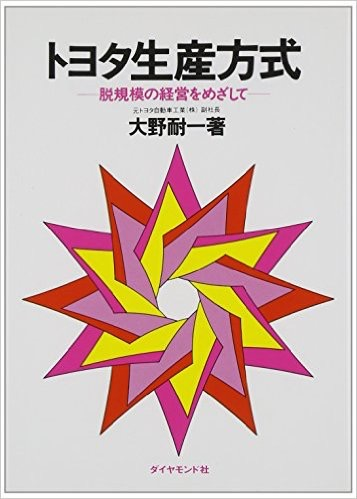 トヨタ生産方式
──脱規模の経営をめざして──
元トヨタ自動車工業(株) 副社長
大野耐一著
ダイヤモンド社